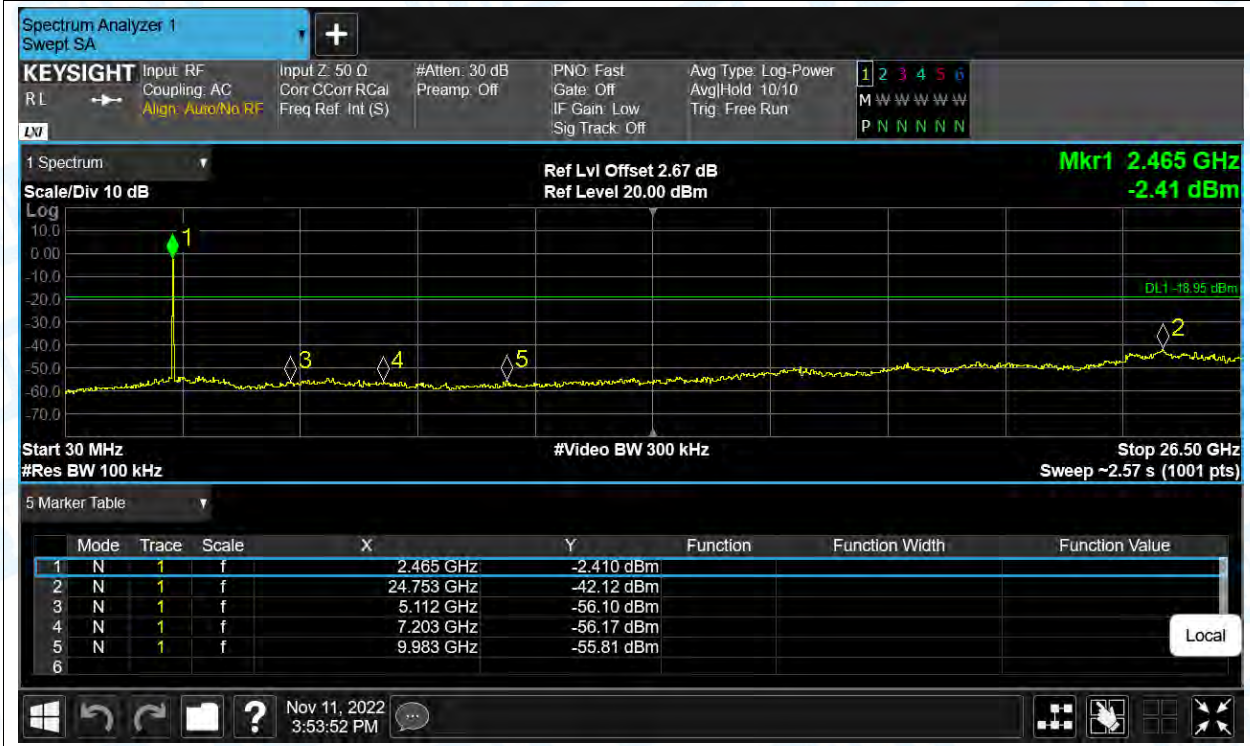 Spectrum Analyzer 1
Swept SA
+
KEYSIGHT
R L
LXI
Input: RF
Coupling: AC
Align: Auto/No RF
Input Z: 50 Ω
Corr CCorr RCal
Freq Ref: Int (S)
#Atten: 30 dB
Preamp: Off
PNO: Fast
Gate: Off
IF Gain: Low
Sig Track: Off
Avg Type: Log-Power
Avg|Hold: 10/10
Trig: Free Run
1 2 3 4 5 6
M W W W W W
P N N N N N
1 Spectrum
Scale/Div 10 dB
Ref Lvl Offset 2.67 dB
Ref Level 20.00 dBm
Mkr1 2.465 GHz
-2.41 dBm
Log
10.0
0.00
-10.0
-20.0
-30.0
-40.0
-50.0
-60.0
-70.0
1
DL1 -18.95 dBm
2
3
4
5
Start 30 MHz
#Video BW 300 kHz
Stop 26.50 GHz
#Res BW 100 kHz
Sweep ~2.57 s (1001 pts)
5 Marker Table
Mode Trace Scale X Y Function Function Width Function Value
1 N 1 f 2.465 GHz -2.410 dBm
2 N 1 f 24.753 GHz -42.12 dBm
3 N 1 f 5.112 GHz -56.10 dBm
4 N 1 f 7.203 GHz -56.17 dBm
5 N 1 f 9.983 GHz -55.81 dBm
6
Local
?
Nov 11, 2022
3:53:52 PM